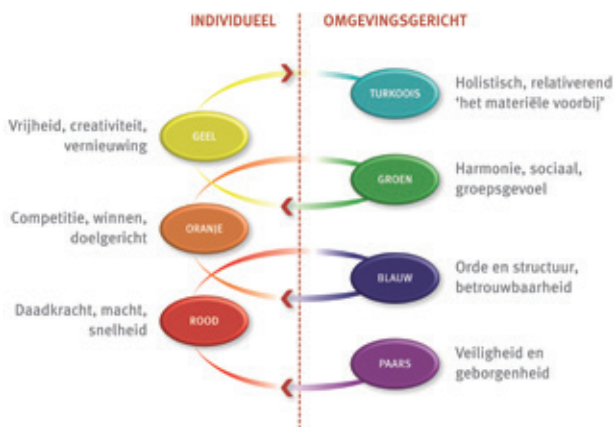 INDIVIDUEEL
OMGEVINGSGERICHT
TURKOOIS
Holistisch, relativerend
'het materiële voorbij'
Vrijheid, creativiteit,
vernieuwing
GEEL
GROEN
Harmonie, sociaal,
groepsgevoel
Competitie, winnen,
doelgericht
ORANJE
BLAUW
Orde en structuur,
betrouwbaarheid
Daadkracht, macht,
snelheid
ROOD
PAARS
Veiligheid en
geborgenheid